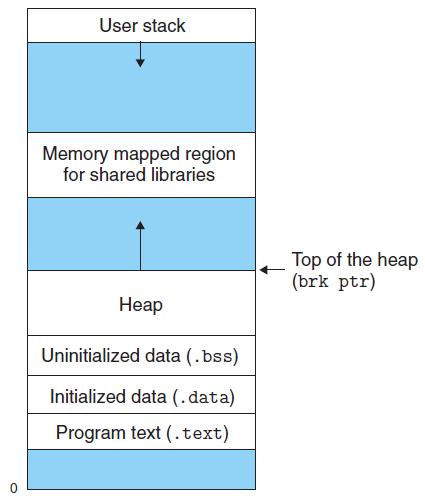 User stack
Memory mapped region
for shared libraries
Top of the heap
(brk ptr)
Heap
Uninitialized data (.bss)
Initialized data (.data)
Program text (.text)
0